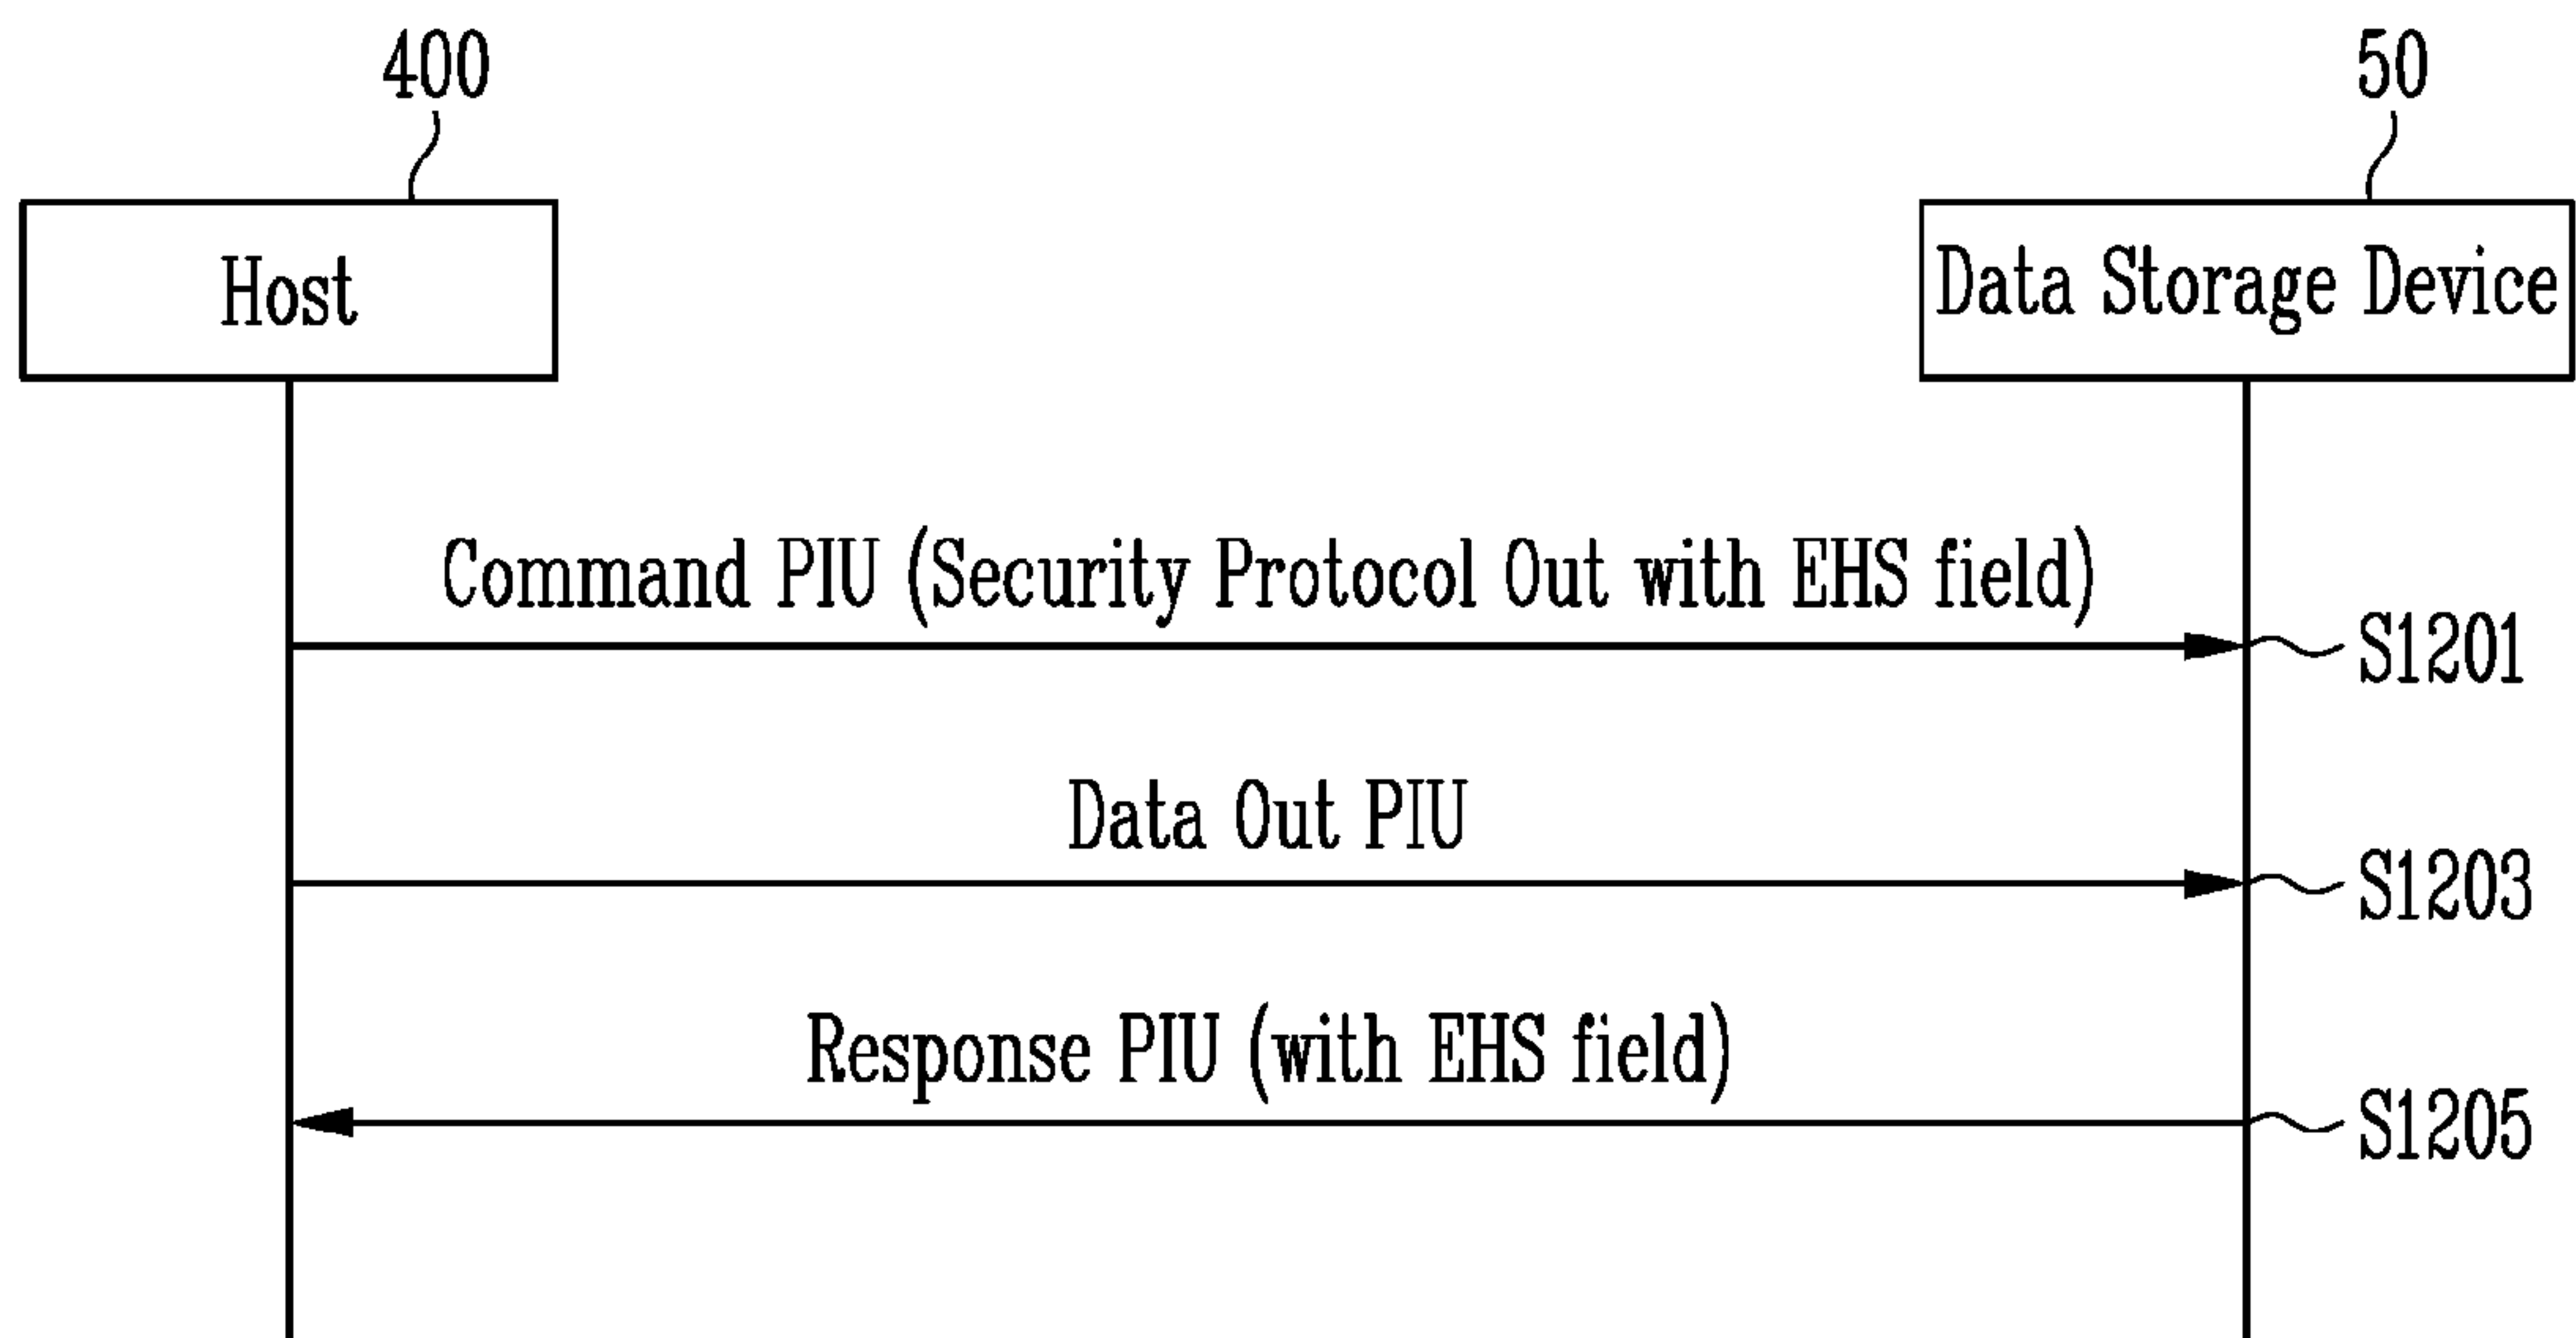 400
50
Host
Data Storage Device
Command PIU (Security Protocol Out with EHS field)
S1201
Data Out PIU
S1203
Response PIU (with EHS field)
S1205